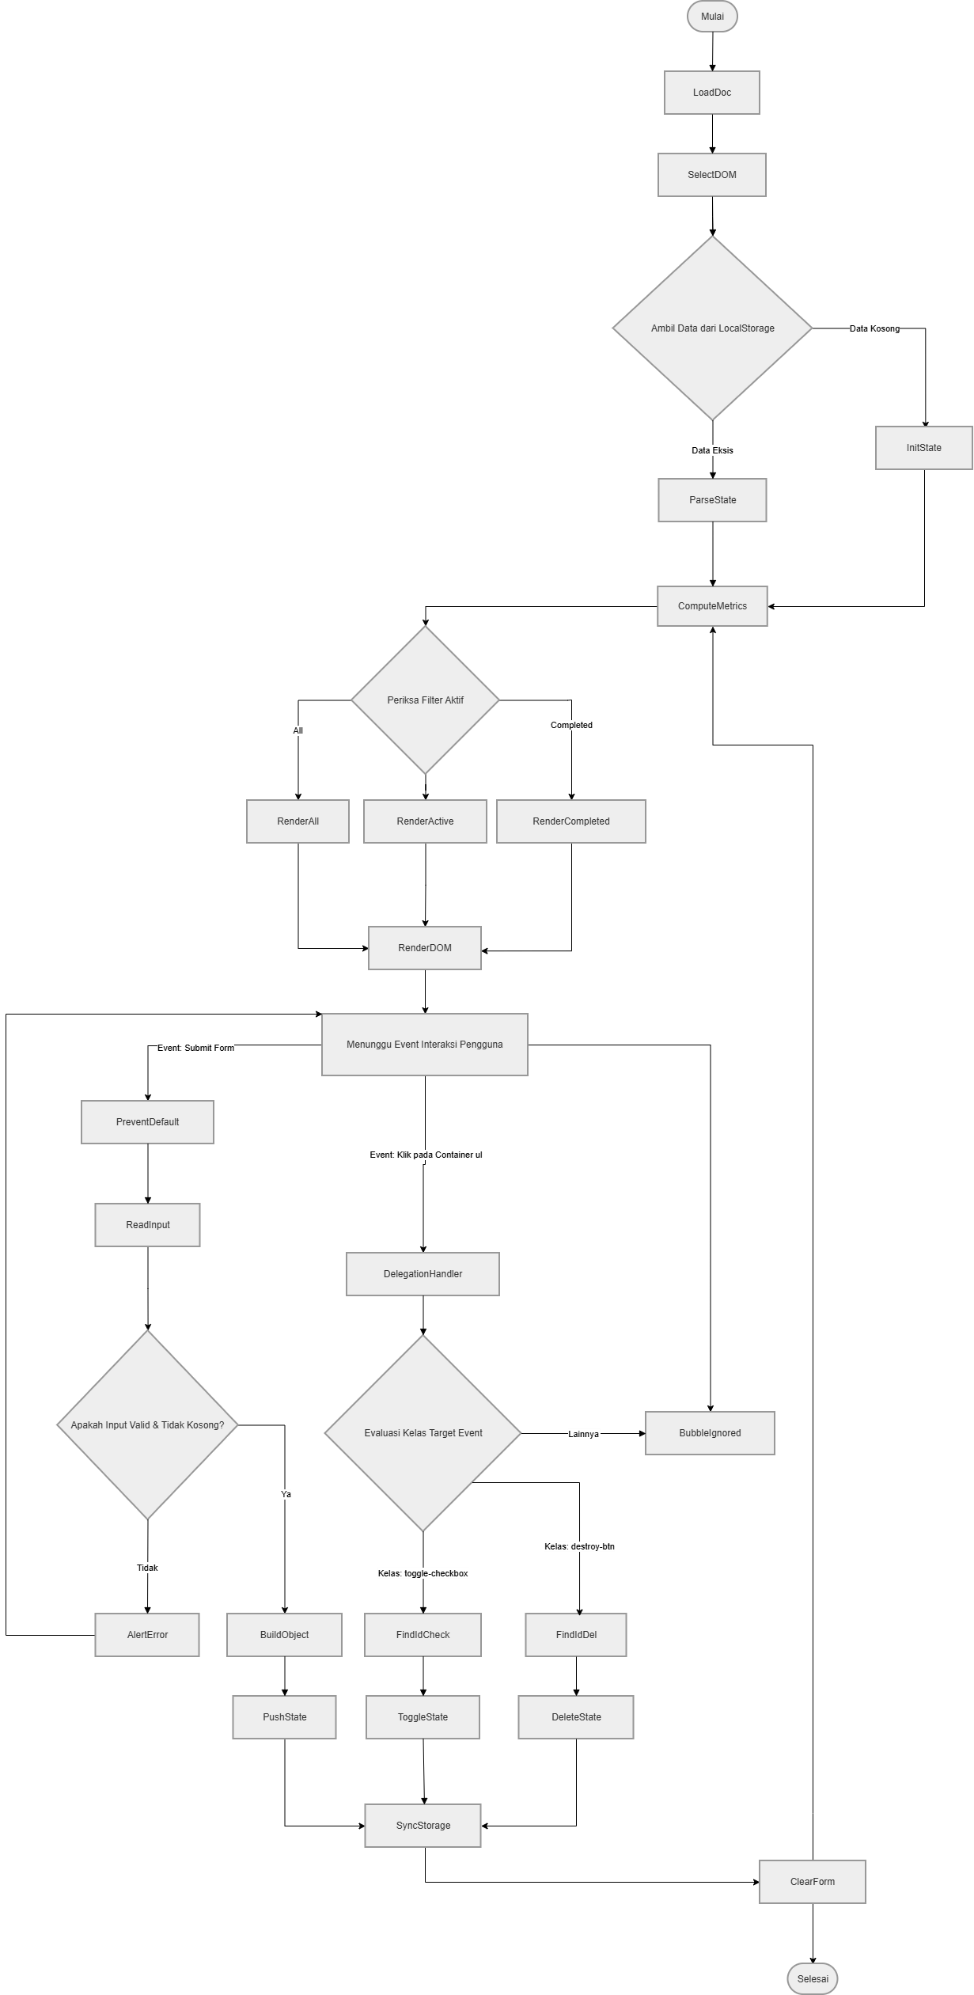 Mulai
LoadDoc
SelectDOM
Ambil Data dari LocalStorage
Data Kosong
InitState
Data Eksis
ParseState
ComputeMetrics
Periksa Filter Aktif
All
Completed
RenderAll
RenderActive
RenderCompleted
RenderDOM
Menunggu Event Interaksi Pengguna
Event: Submit Form
PreventDefault
Event: Klik pada Container ul
ReadInput
DelegationHandler
Apakah Input Valid & Tidak Kosong?
Evaluasi Kelas Target Event
Lainnya
BubbleIgnored
Ya
Kelas: destroy-btn
Tidak
Kelas: toggle-checkbox
AlertError
BuildObject
FindIdCheck
FindIdDel
PushState
ToggleState
DeleteState
SyncStorage
ClearForm
Selesai